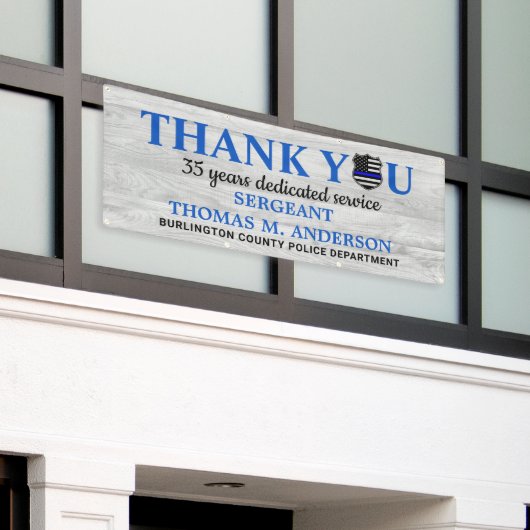 THANK YOU
35 years dedicated service
SERGEANT
THOMAS M. ANDERSON
BURLINGTON COUNTY POLICE DEPARTMENT